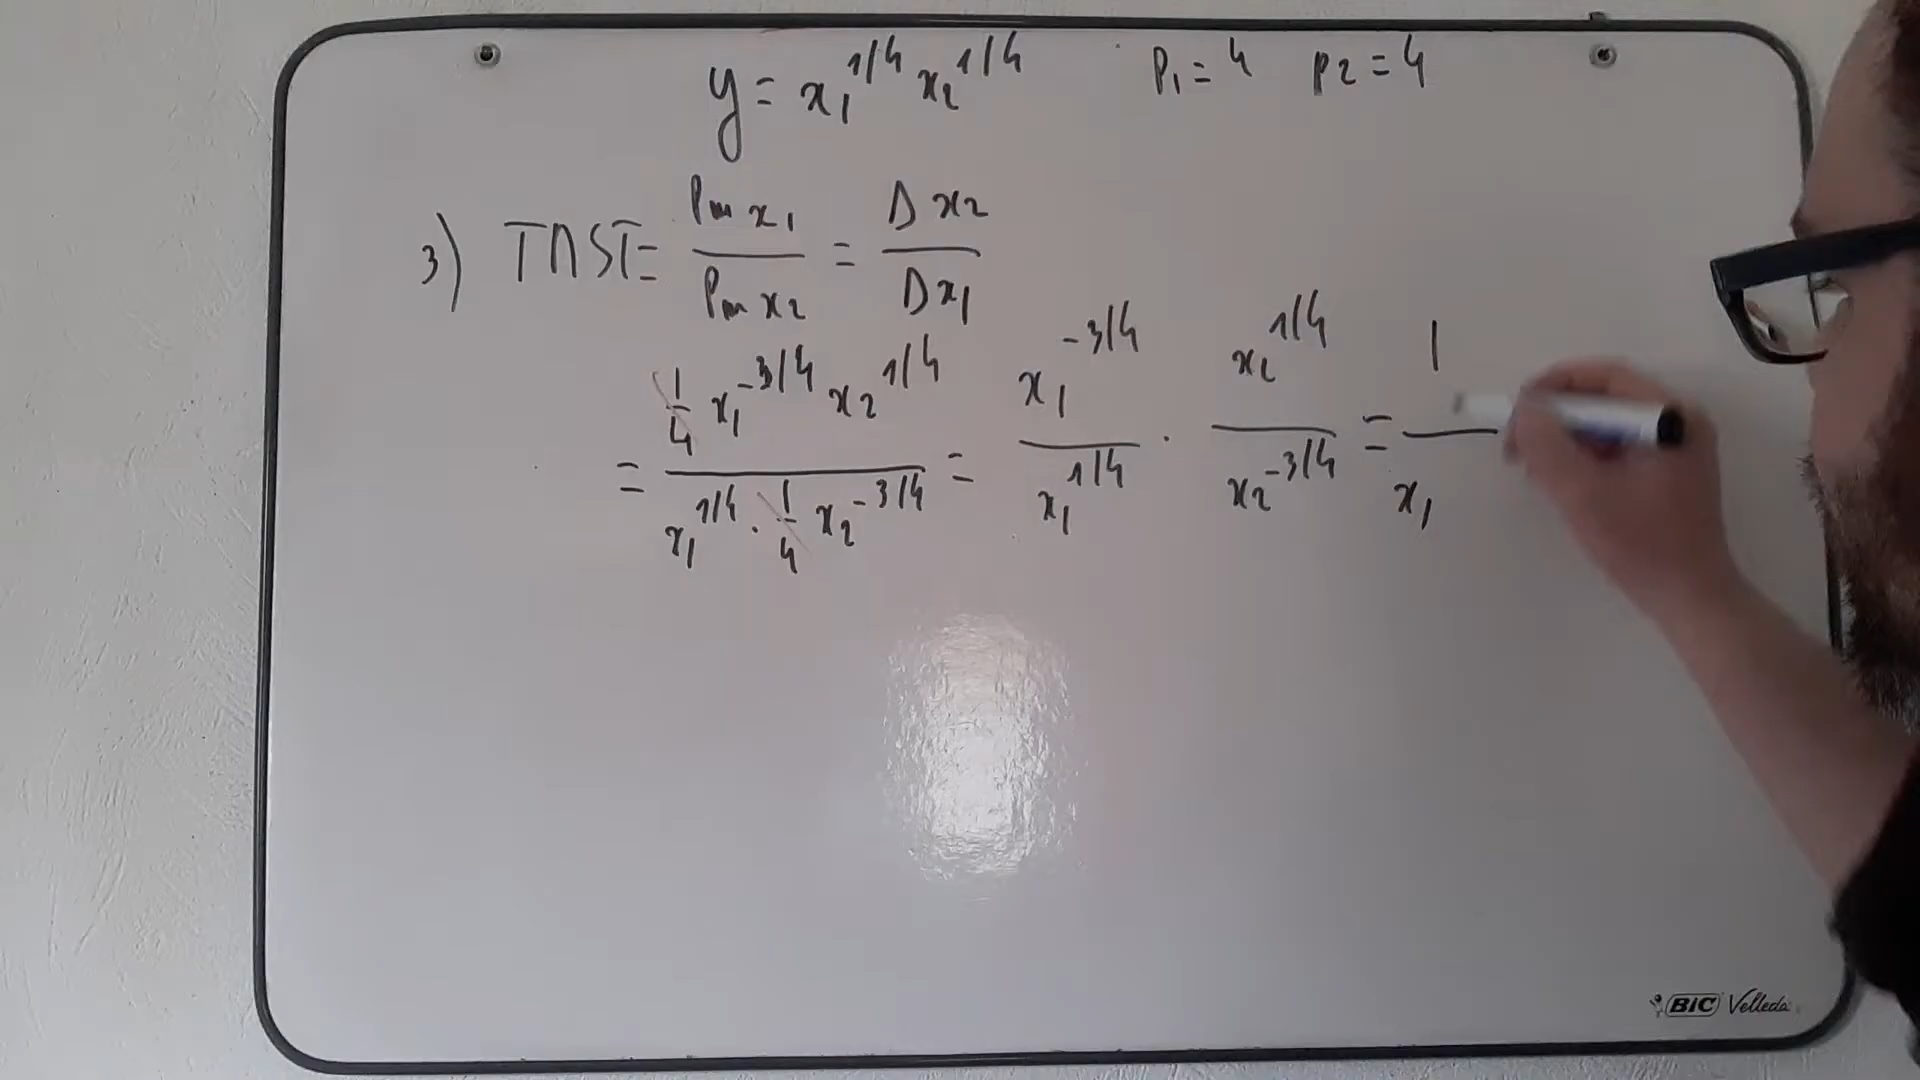 y = x₁^1/4 x₂^1/4 P₁ = 4 P2 = 4
3) TMST = Pm x₁ / Pm x₂ = Δx₂ / Δx₁
= 1/4 x₁^-3/4 x₂^1/4 / x₁^1/4 · 1/4 x₂^-3/4 = x₁^-3/4 / x₁^1/4 · x₂^1/4 / x₂^-3/4 = 1 / x₁
BIC Velleda